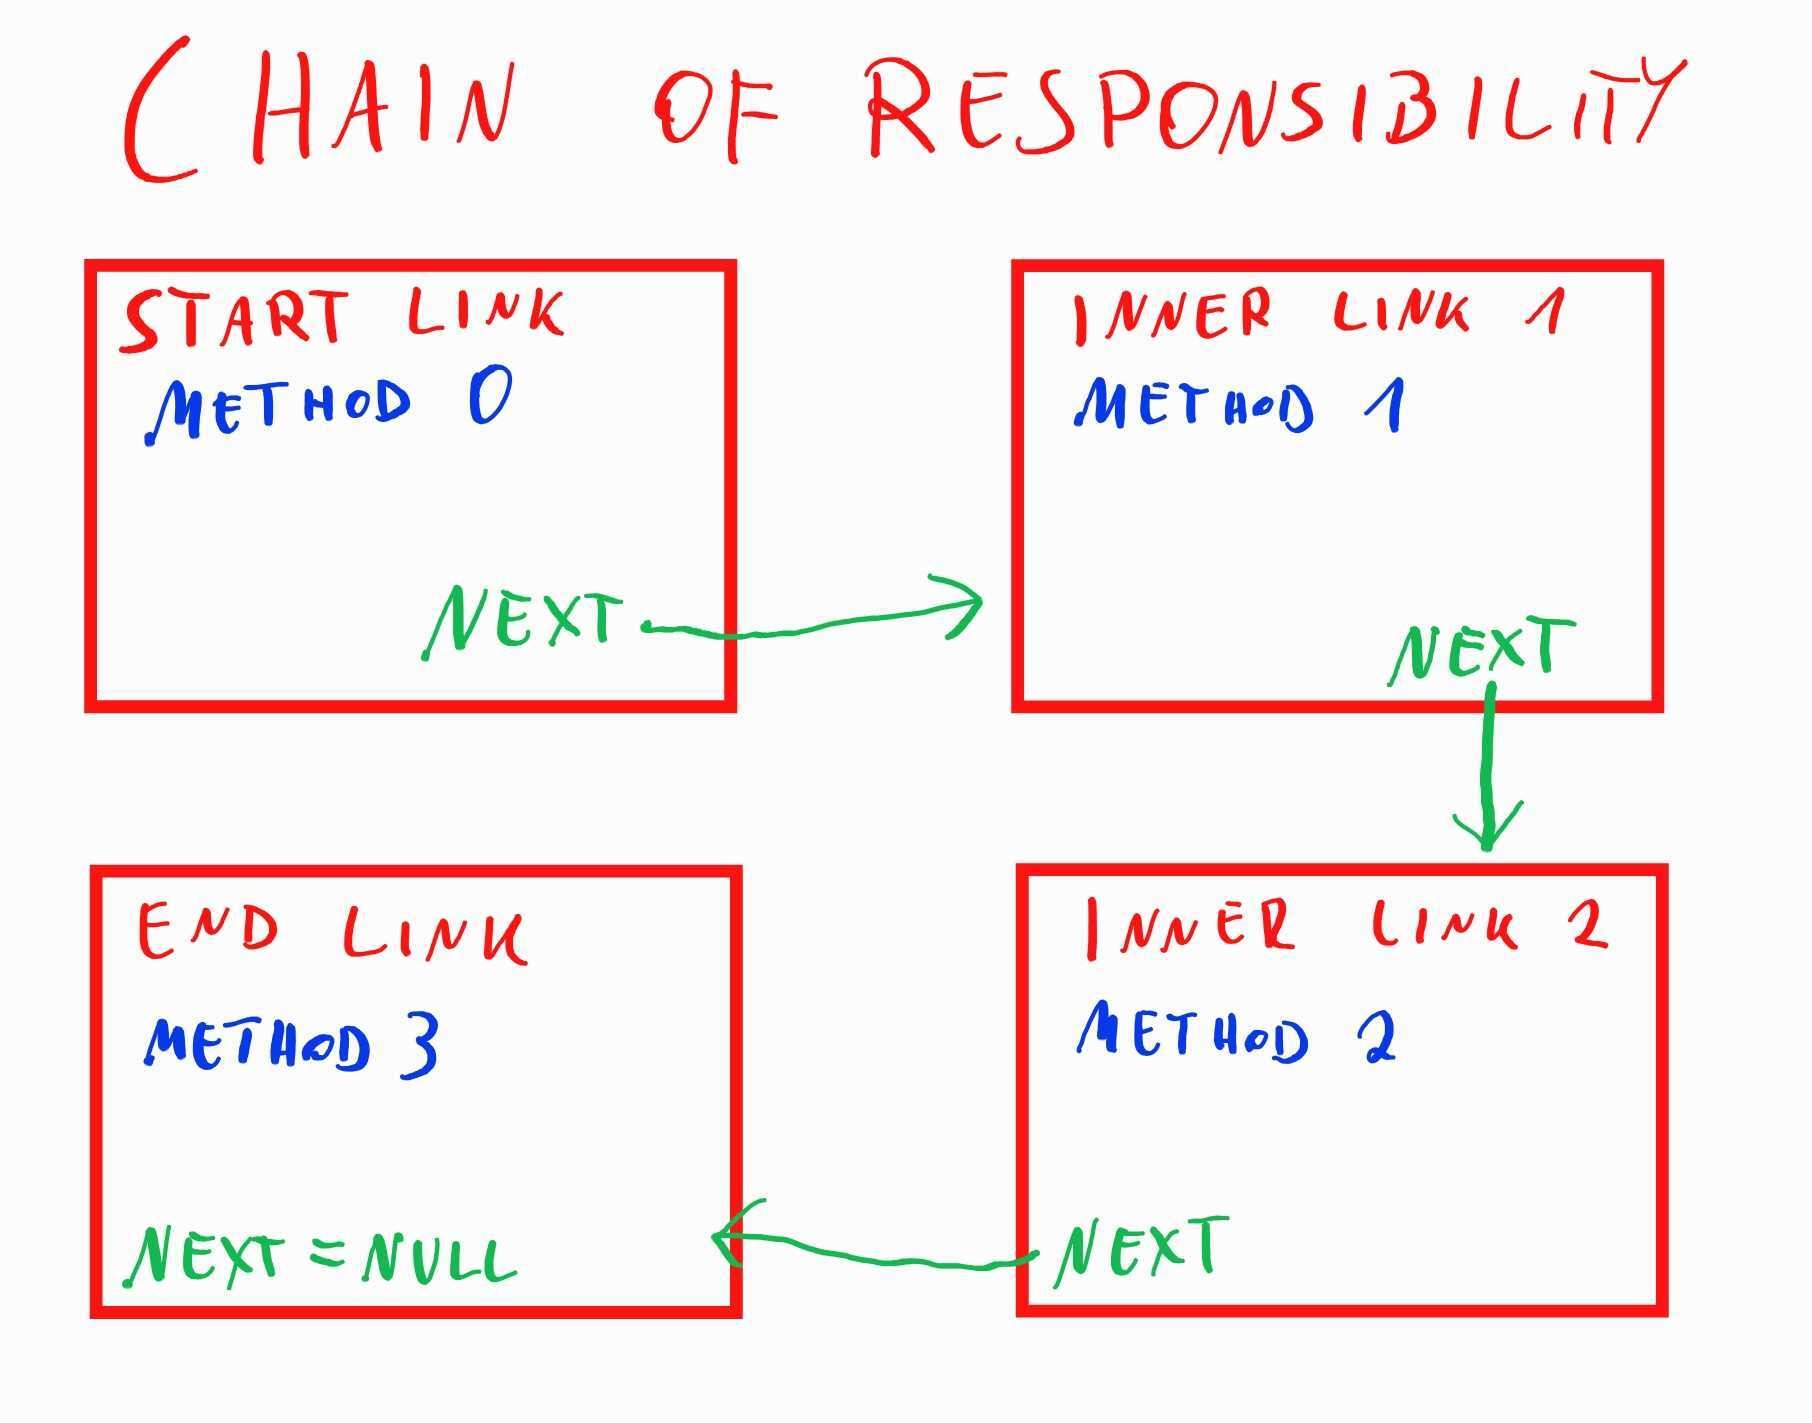 CHAIN OF RESPONSIBILITY
START LINK
METHOD 0
NEXT
INNER LINK 1
METHOD 1
NEXT
INNER LINK 2
METHOD 2
NEXT
END LINK
METHOD 3
NEXT = NULL